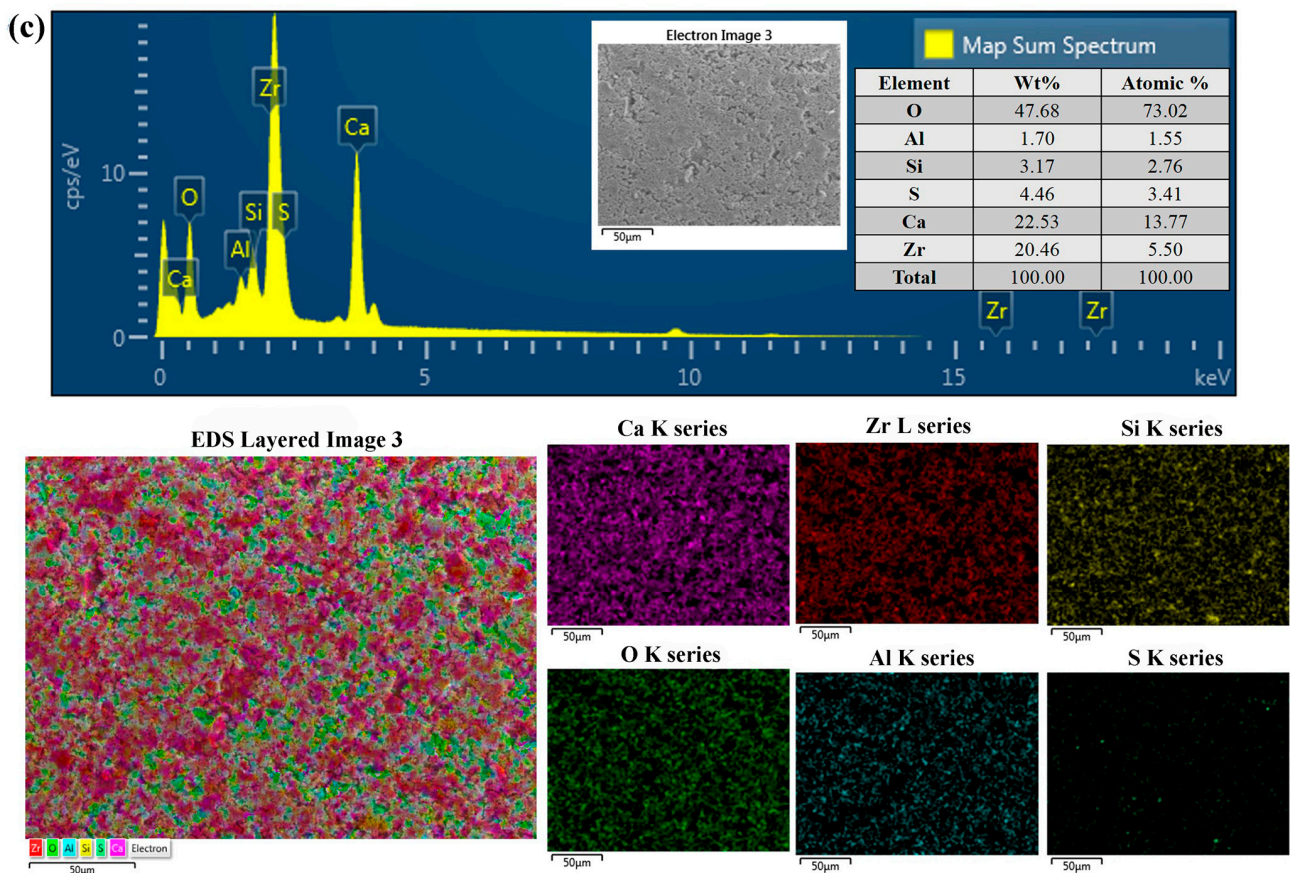 (c)
Map Sum Spectrum
Electron Image 3
50μm
Element Wt% Atomic %
O 47.68 73.02
Al 1.70 1.55
Si 3.17 2.76
S 4.46 3.41
Ca 22.53 13.77
Zr 20.46 5.50
Total 100.00 100.00
cps/eV
10
0
Ca
O
Al
Si
Zr
S
Ca
Zr
Zr
0 5 10 15 keV
EDS Layered Image 3
Zr O Al Si S Ca Electron
50μm
Ca K series
50μm
Zr L series
50μm
Si K series
50μm
O K series
50μm
Al K series
50μm
S K series
50μm